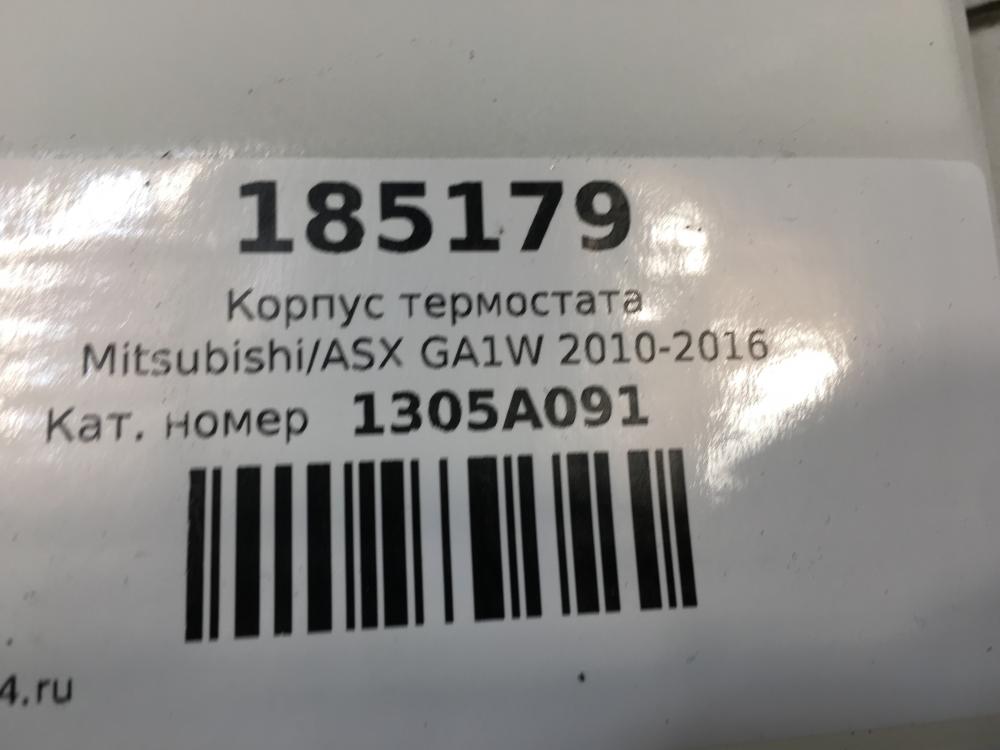 185179
Корпус термостата
Mitsubishi/ASX GA1W 2010-2016
Кат. номер 1305A091
4.ru